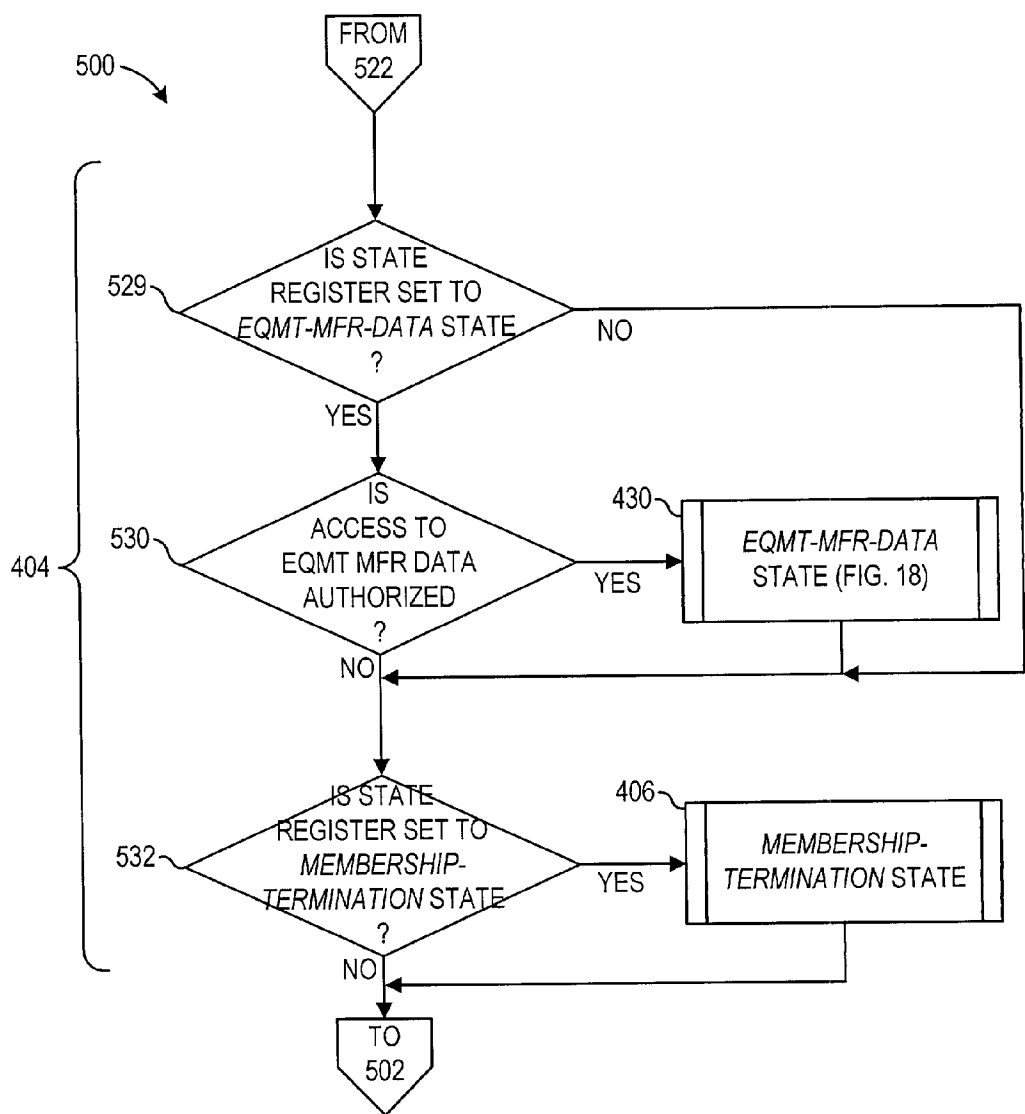 FROM
522
500
IS STATE
REGISTER SET TO
EQMT-MFR-DATA STATE
?
529
NO
YES
IS
ACCESS TO
EQMT MFR DATA
AUTHORIZED
?
530
YES
430
EQMT-MFR-DATA
STATE (FIG. 18)
404
NO
IS STATE
REGISTER SET TO
MEMBERSHIP-
TERMINATION STATE
?
532
YES
406
MEMBERSHIP-
TERMINATION STATE
NO
TO
502